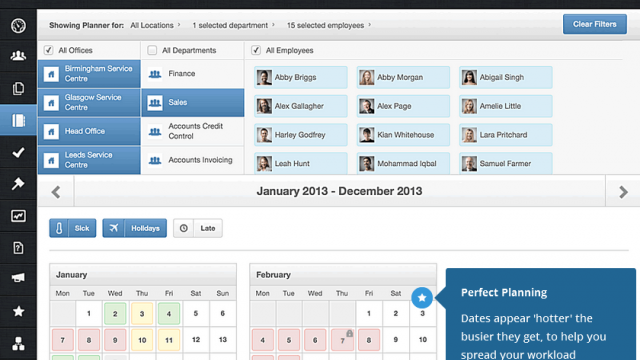 Showing Planner for: All Locations > 1 selected department > 15 selected employees > Clear Filters
All Offices All Departments All Employees
Birmingham Service Centre
Glasgow Service Centre
Head Office
Leeds Service Centre
Finance
Sales
Accounts Credit Control
Accounts Invoicing
Abby Briggs Abby Morgan Abigail Singh
Alex Gallagher Alex Page Amelie Little
Harley Godfrey Kian Whitehouse Lara Pritchard
Leah Hunt Mohammad Iqbal Samuel Farmer
January 2013 - December 2013
Sick Holidays Late
January
Mon Tue Wed Thu Fri Sat Sun
1 2 3 4 5 6
7 8 9 10 11 12 13
February
Mon Tue Wed Thu Fri Sat
1 2 3
4 5 6 7 8 9 10
Perfect Planning
Dates appear 'hotter' the
busier they get, to help you
spread your workload